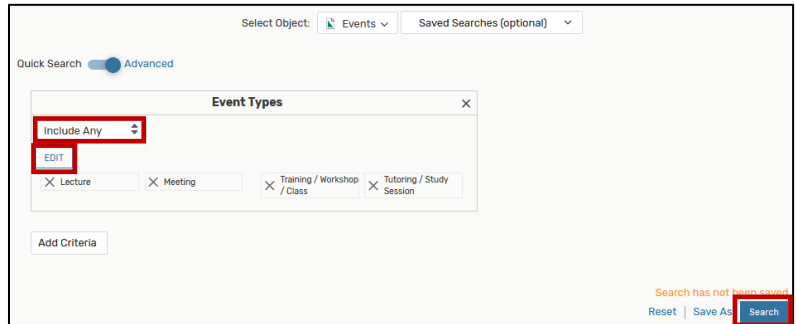 Select Object: Events Saved Searches (optional)
Quick Search Advanced
Event Types
Include Any
EDIT
Lecture Meeting Training / Workshop / Class Tutoring / Study Session
Add Criteria
Search has not been saved
Reset | Save As Search